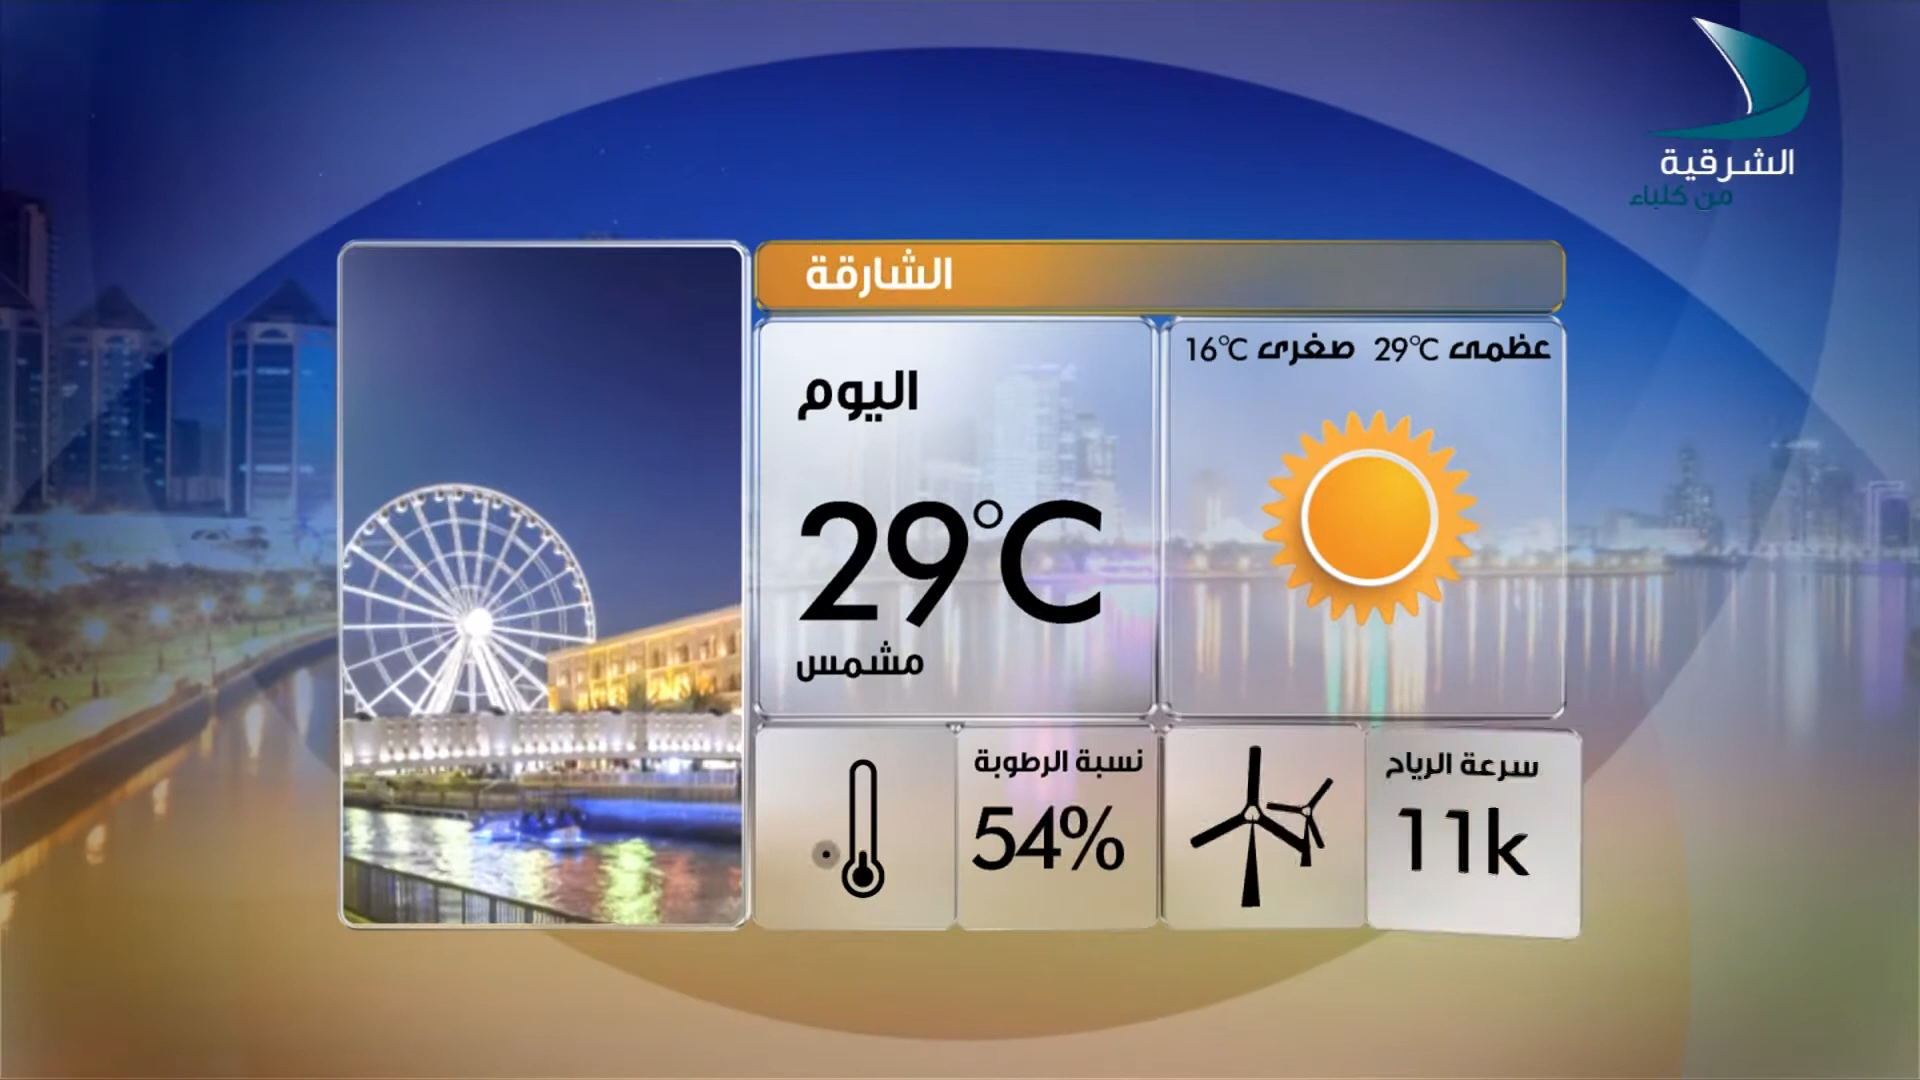 الشرقية
من كلباء
الشارقة
عظمى 29°C صغرى 16°C
اليوم
29°C
مشمس
نسبة الرطوبة
54%
سرعة الرياح
11k